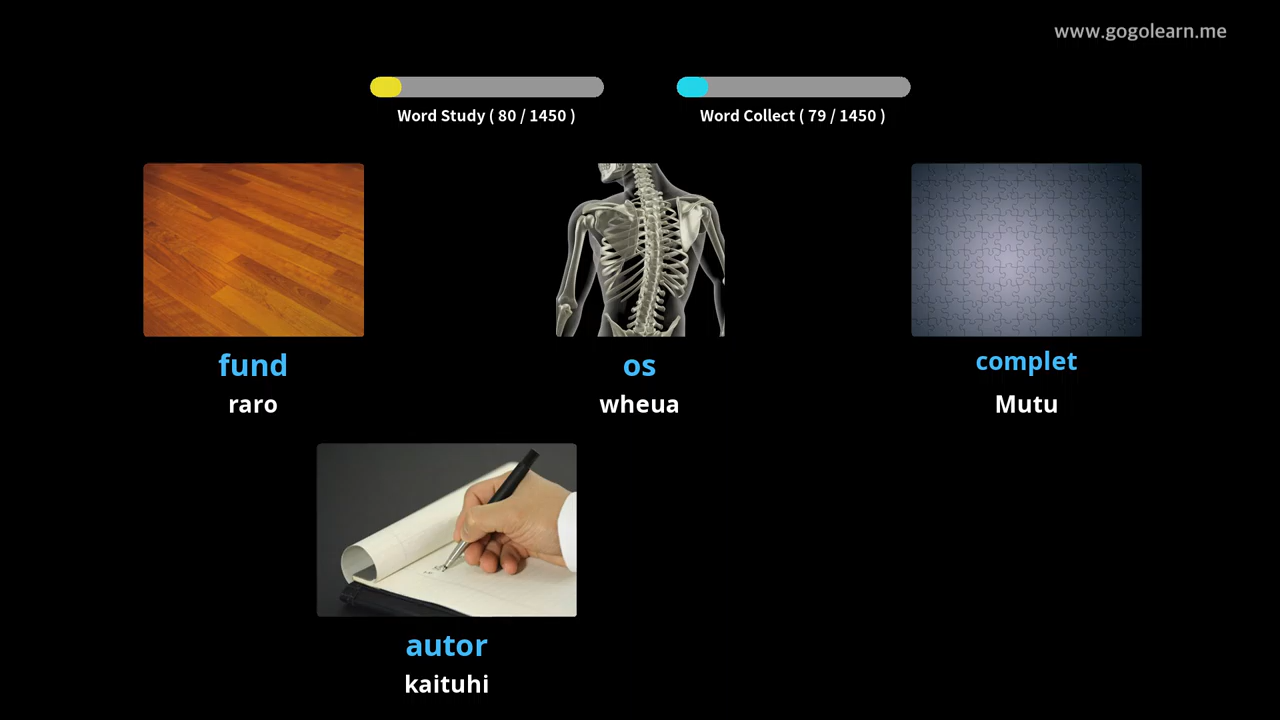 www.gogolearn.me
Word Study ( 80 / 1450 )
Word Collect ( 79 / 1450 )
fund
raro
os
wheua
complet
Mutu
autor
kaituhi